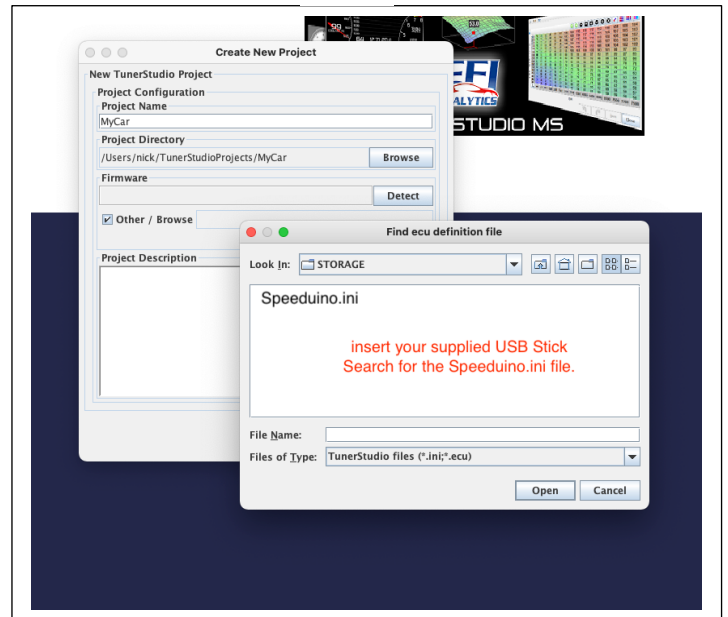 Create New Project
New TunerStudio Project
Project Configuration
Project Name
MyCar
Project Directory
/Users/nick/TunerStudioProjects/MyCar
Browse
Firmware
Detect
Other / Browse
Project Description
EFI
ALYTICS
STUDIO MS
Find ecu definition file
Look In:
STORAGE
Speeduino.ini
insert your supplied USB Stick
Search for the Speeduino.ini file.
File Name:
Files of Type:
TunerStudio files (*.ini;*.ecu)
Open
Cancel